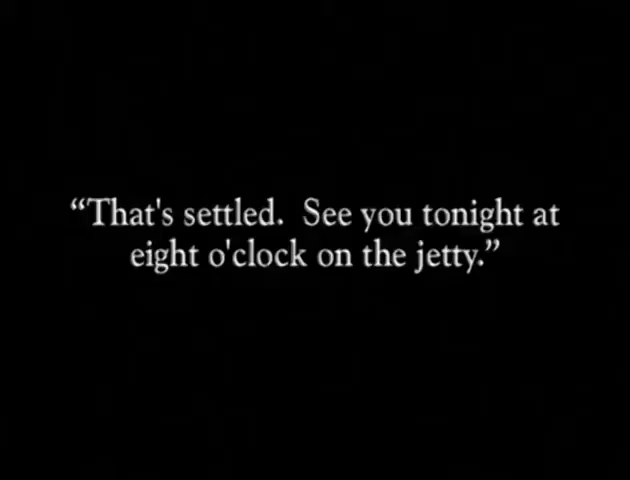 “That's settled.  See you tonight at
eight o'clock on the jetty.”